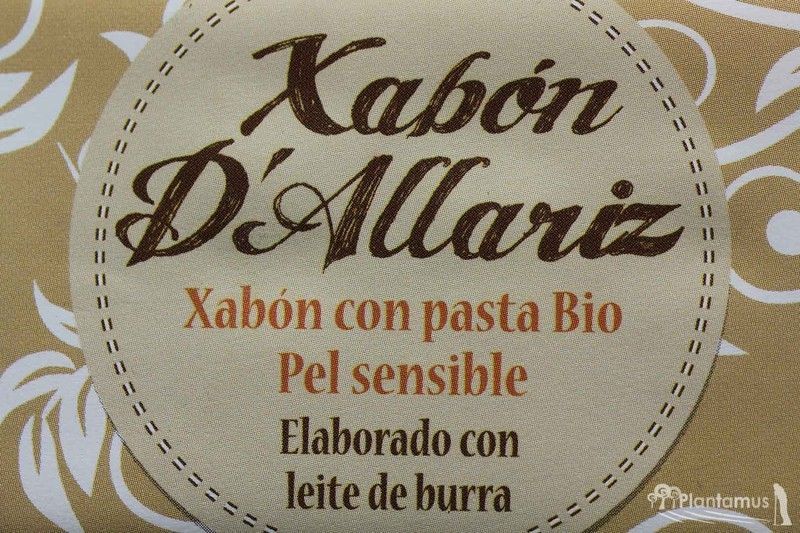 Xabón
D'Allariz
Xabón con pasta Bio
Pel sensible
Elaborado con
leite de burra
Plantamus